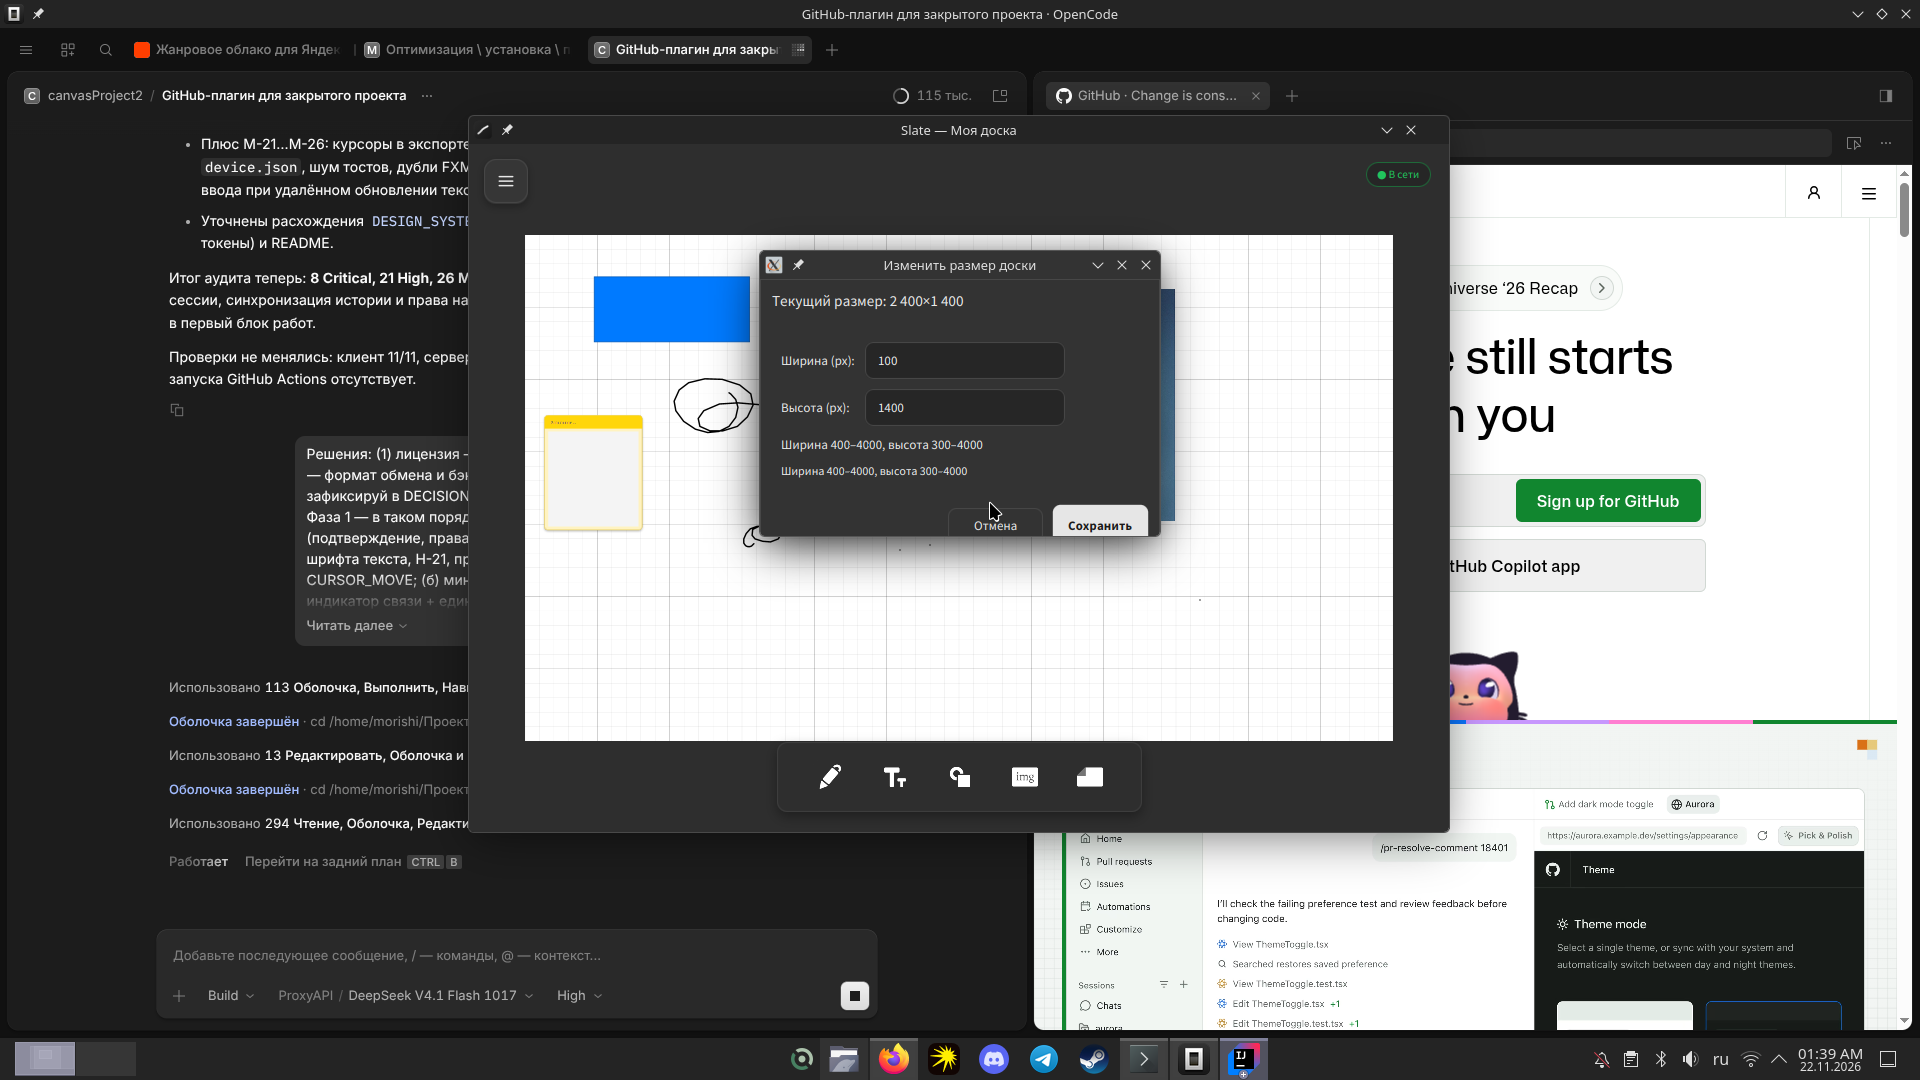 GitHub-плагин для закрытого проекта · OpenCode
Жанровое облако для Яндек
M Оптимизация \ установка \ п
C GitHub-плагин для закры
C canvasProject2 / GitHub-плагин для закрытого проекта ···
115 тыс.
GitHub · Change is cons...
Плюс M-21...M-26: курсоры в экспорте
device.json, шум тостов, дубли FXM
ввода при удалённом обновлении текс
Уточнены расхождения DESIGN_SYSTE
токены) и README.
Итог аудита теперь: 8 Critical, 21 High, 26 M
сессии, синхронизация истории и права на
в первый блок работ.
Проверки не менялись: клиент 11/11, сервер
запуска GitHub Actions отсутствует.
Решения: (1) лицензия -
— формат обмена и бэк
зафиксируй в DECISION
Фаза 1 — в таком поряд
(подтверждение, права
шрифта текста, H-21, пр
CURSOR_MOVE; (б) мин
индикатор связи + един
Читать далее
Использовано 113 Оболочка, Выполнить, Нав
Оболочка завершён · cd /home/morishi/Проект
Использовано 13 Редактировать, Оболочка и
Оболочка завершён · cd /home/morishi/Проект
Использовано 294 Чтение, Оболочка, Редакти
Работает Перейти на задний план CTRL B
Добавьте последующее сообщение, / — команды, @ — контекст...
Build ProxyAPI / DeepSeek V4.1 Flash 1017 High
Slate — Моя доска
В сети
Изменить размер доски
Текущий размер: 2 400×1 400
Ширина (px): 100
Высота (px): 1400
Ширина 400–4000, высота 300–4000
Ширина 400–4000, высота 300–4000
Отмена
Сохранить
img
iverse ‘26 Recap
e still starts
n you
Sign up for GitHub
tHub Copilot app
Home
Pull requests
Issues
Automations
Customize
More
Sessions
Chats
aurora
/pr-resolve-comment 18401
I'll check the failing preference test and review feedback before
changing code.
View ThemeToggle.tsx
Searched restores saved preference
View ThemeToggle.test.tsx
Edit ThemeToggle.tsx +1
Edit ThemeToggle.test.tsx +1
Add dark mode toggle
Aurora
https://aurora.example.dev/settings/appearance
Pick & Polish
Theme
Theme mode
Select a single theme, or sync with your system and
automatically switch between day and night themes.
IJ
ru
01:39 AM
22.11.2026